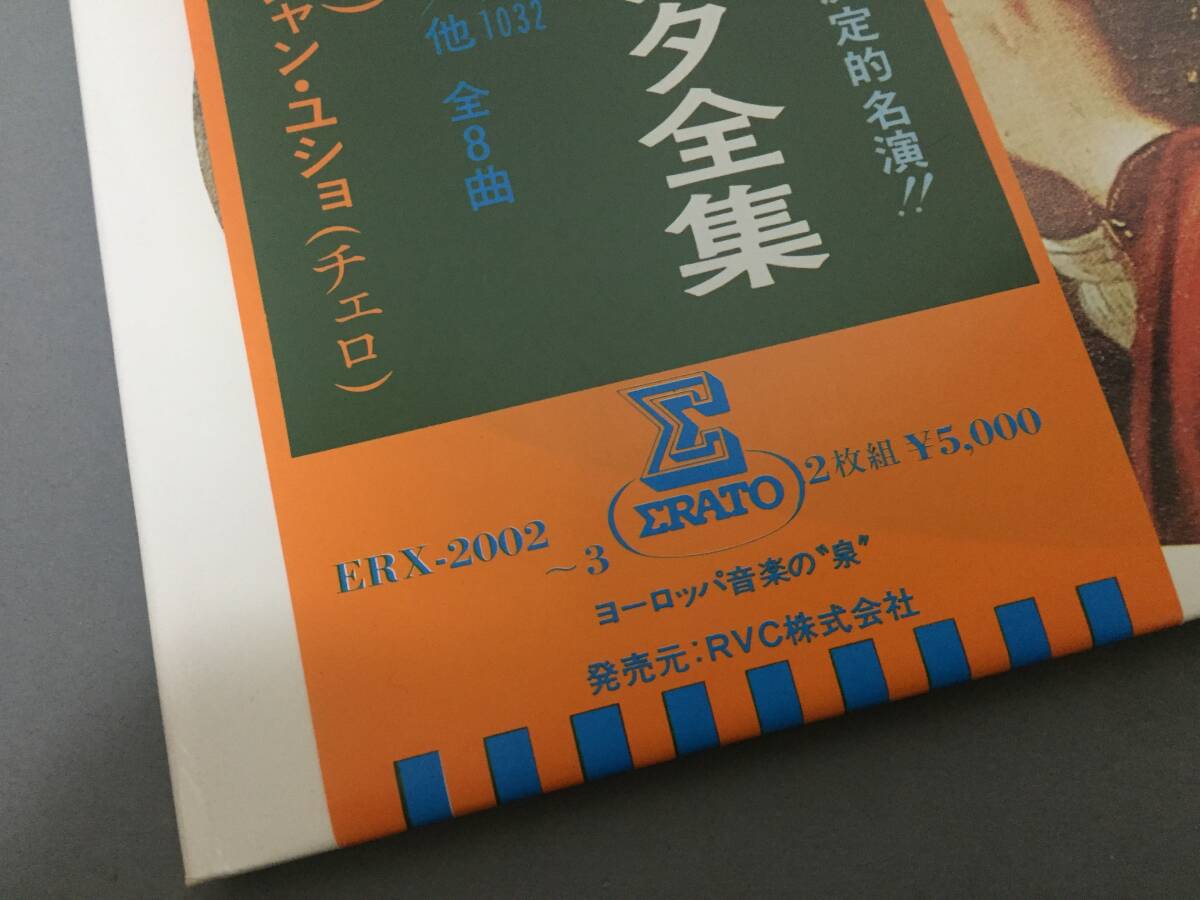 定的名演!!
タ全集
他 1032
全8曲
ャン・ユショ(チェロ)
)
Σ
ΣRATO
ERX-2002
~3
2枚組 ¥5,000
ヨーロッパ音楽の〝泉〟
発売元:RVC株式会社